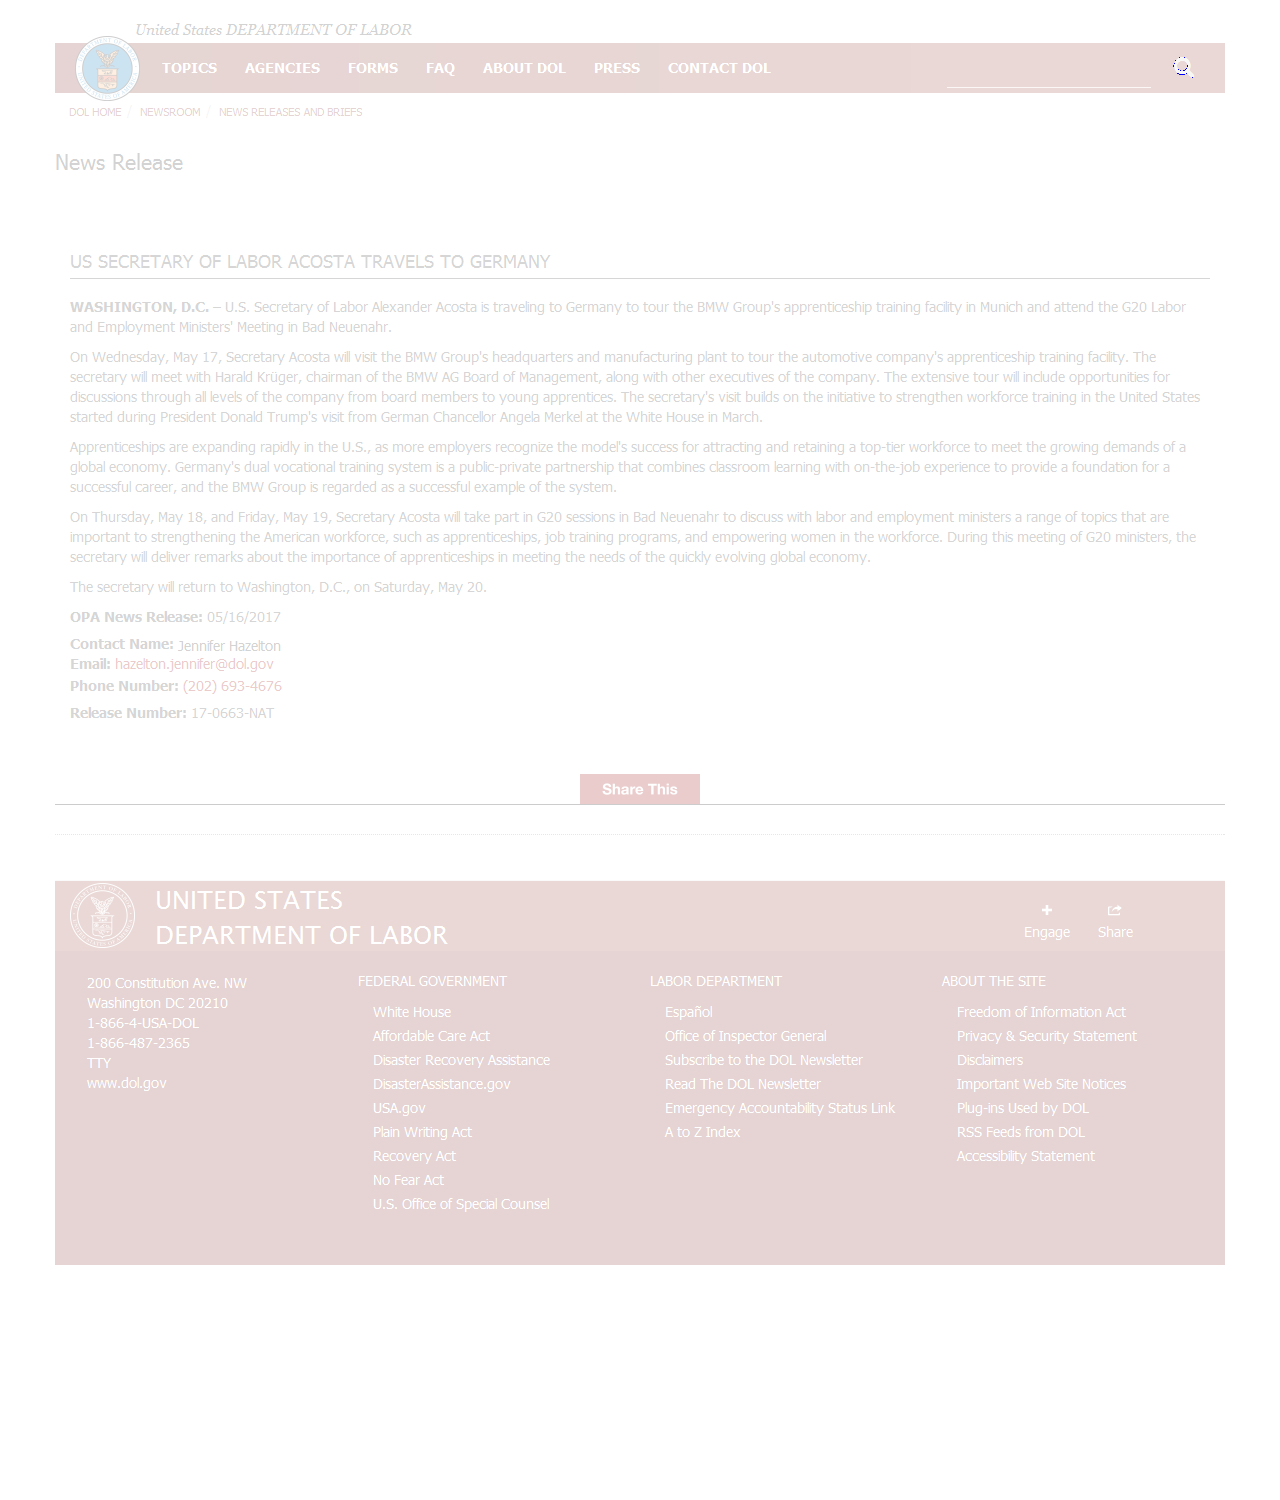 United States DEPARTMENT OF LABOR
TOPICS AGENCIES FORMS FAQ ABOUT DOL PRESS CONTACT DOL
DOL HOME / NEWSROOM / NEWS RELEASES AND BRIEFS
News Release
US SECRETARY OF LABOR ACOSTA TRAVELS TO GERMANY
WASHINGTON, D.C. – U.S. Secretary of Labor Alexander Acosta is traveling to Germany to tour the BMW Group's apprenticeship training facility in Munich and attend the G20 Labor
and Employment Ministers' Meeting in Bad Neuenahr.
On Wednesday, May 17, Secretary Acosta will visit the BMW Group's headquarters and manufacturing plant to tour the automotive company's apprenticeship training facility. The
secretary will meet with Harald Krüger, chairman of the BMW AG Board of Management, along with other executives of the company. The extensive tour will include opportunities for
discussions through all levels of the company from board members to young apprentices. The secretary's visit builds on the initiative to strengthen workforce training in the United States
started during President Donald Trump's visit from German Chancellor Angela Merkel at the White House in March.
Apprenticeships are expanding rapidly in the U.S., as more employers recognize the model's success for attracting and retaining a top-tier workforce to meet the growing demands of a
global economy. Germany's dual vocational training system is a public-private partnership that combines classroom learning with on-the-job experience to provide a foundation for a
successful career, and the BMW Group is regarded as a successful example of the system.
On Thursday, May 18, and Friday, May 19, Secretary Acosta will take part in G20 sessions in Bad Neuenahr to discuss with labor and employment ministers a range of topics that are
important to strengthening the American workforce, such as apprenticeships, job training programs, and empowering women in the workforce. During this meeting of G20 ministers, the
secretary will deliver remarks about the importance of apprenticeships in meeting the needs of the quickly evolving global economy.
The secretary will return to Washington, D.C., on Saturday, May 20.
OPA News Release: 05/16/2017
Contact Name: Jennifer Hazelton
Email: hazelton.jennifer@dol.gov
Phone Number: (202) 693-4676
Release Number: 17-0663-NAT
Share This
UNITED STATES
DEPARTMENT OF LABOR
Engage Share
200 Constitution Ave. NW
Washington DC 20210
1-866-4-USA-DOL
1-866-487-2365
TTY
www.dol.gov
FEDERAL GOVERNMENT
White House
Affordable Care Act
Disaster Recovery Assistance
DisasterAssistance.gov
USA.gov
Plain Writing Act
Recovery Act
No Fear Act
U.S. Office of Special Counsel
LABOR DEPARTMENT
Español
Office of Inspector General
Subscribe to the DOL Newsletter
Read The DOL Newsletter
Emergency Accountability Status Link
A to Z Index
ABOUT THE SITE
Freedom of Information Act
Privacy & Security Statement
Disclaimers
Important Web Site Notices
Plug-ins Used by DOL
RSS Feeds from DOL
Accessibility Statement